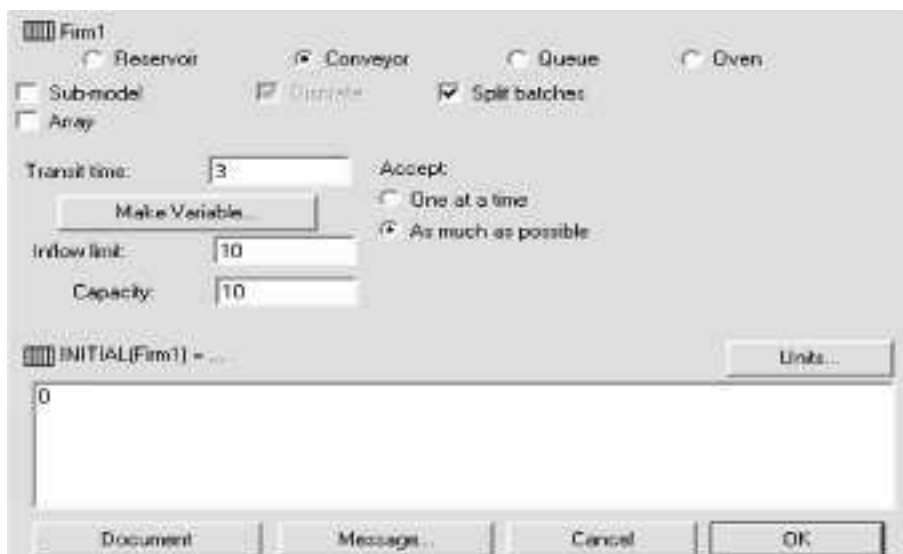 Firm1
Reservoir Conveyor Queue Oven
Sub-model Discrete Split batches
Array
Transit time: 3 Accept:
One at a time
Make Variable...
As much as possible
Inflow limit: 10
Capacity: 10
INITIAL(Firm1) = ... Units...
0
Document Message... Cancel OK